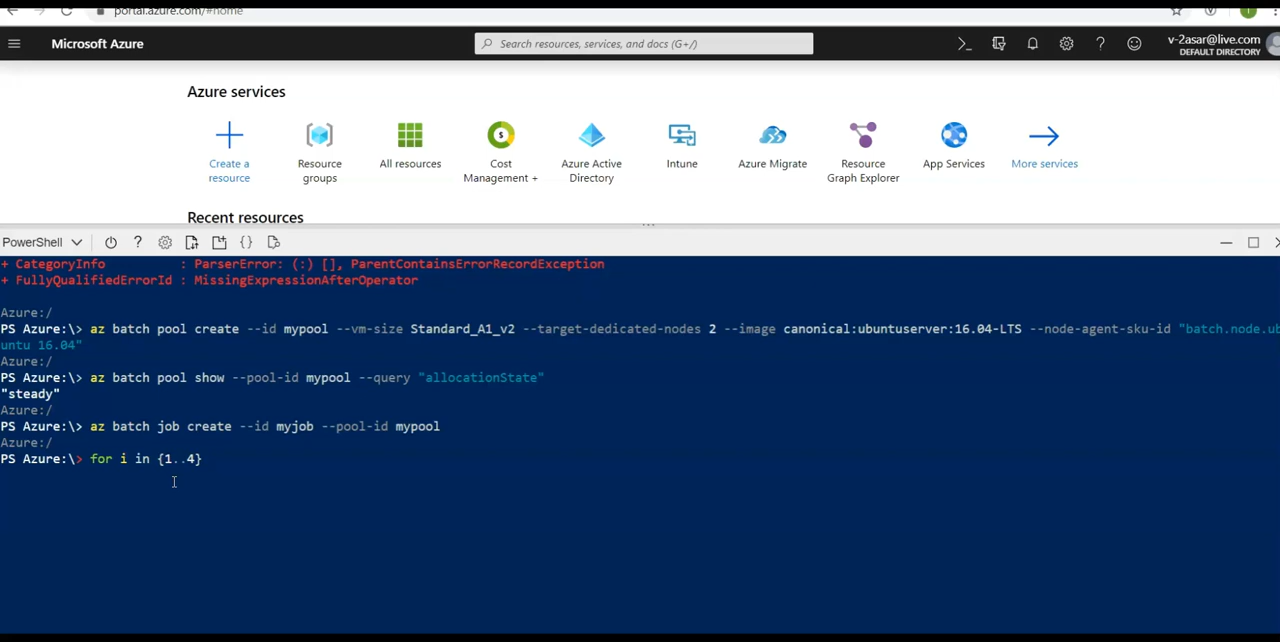 portal.azure.com/#home
Microsoft Azure
Search resources, services, and docs (G+/)
v-2asar@live.com
DEFAULT DIRECTORY
Azure services
Create a resource
Resource groups
All resources
Cost Management +
Azure Active Directory
Intune
Azure Migrate
Resource Graph Explorer
App Services
More services
Recent resources
PowerShell
+ CategoryInfo : ParserError: (:) [], ParentContainsErrorRecordException
+ FullyQualifiedErrorId : MissingExpressionAfterOperator
Azure:/
PS Azure:\> az batch pool create --id mypool --vm-size Standard_A1_v2 --target-dedicated-nodes 2 --image canonical:ubuntuserver:16.04-LTS --node-agent-sku-id "batch.node.ub
untu 16.04"
Azure:/
PS Azure:\> az batch pool show --pool-id mypool --query "allocationState"
"steady"
Azure:/
PS Azure:\> az batch job create --id myjob --pool-id mypool
Azure:/
PS Azure:\> for i in {1..4}